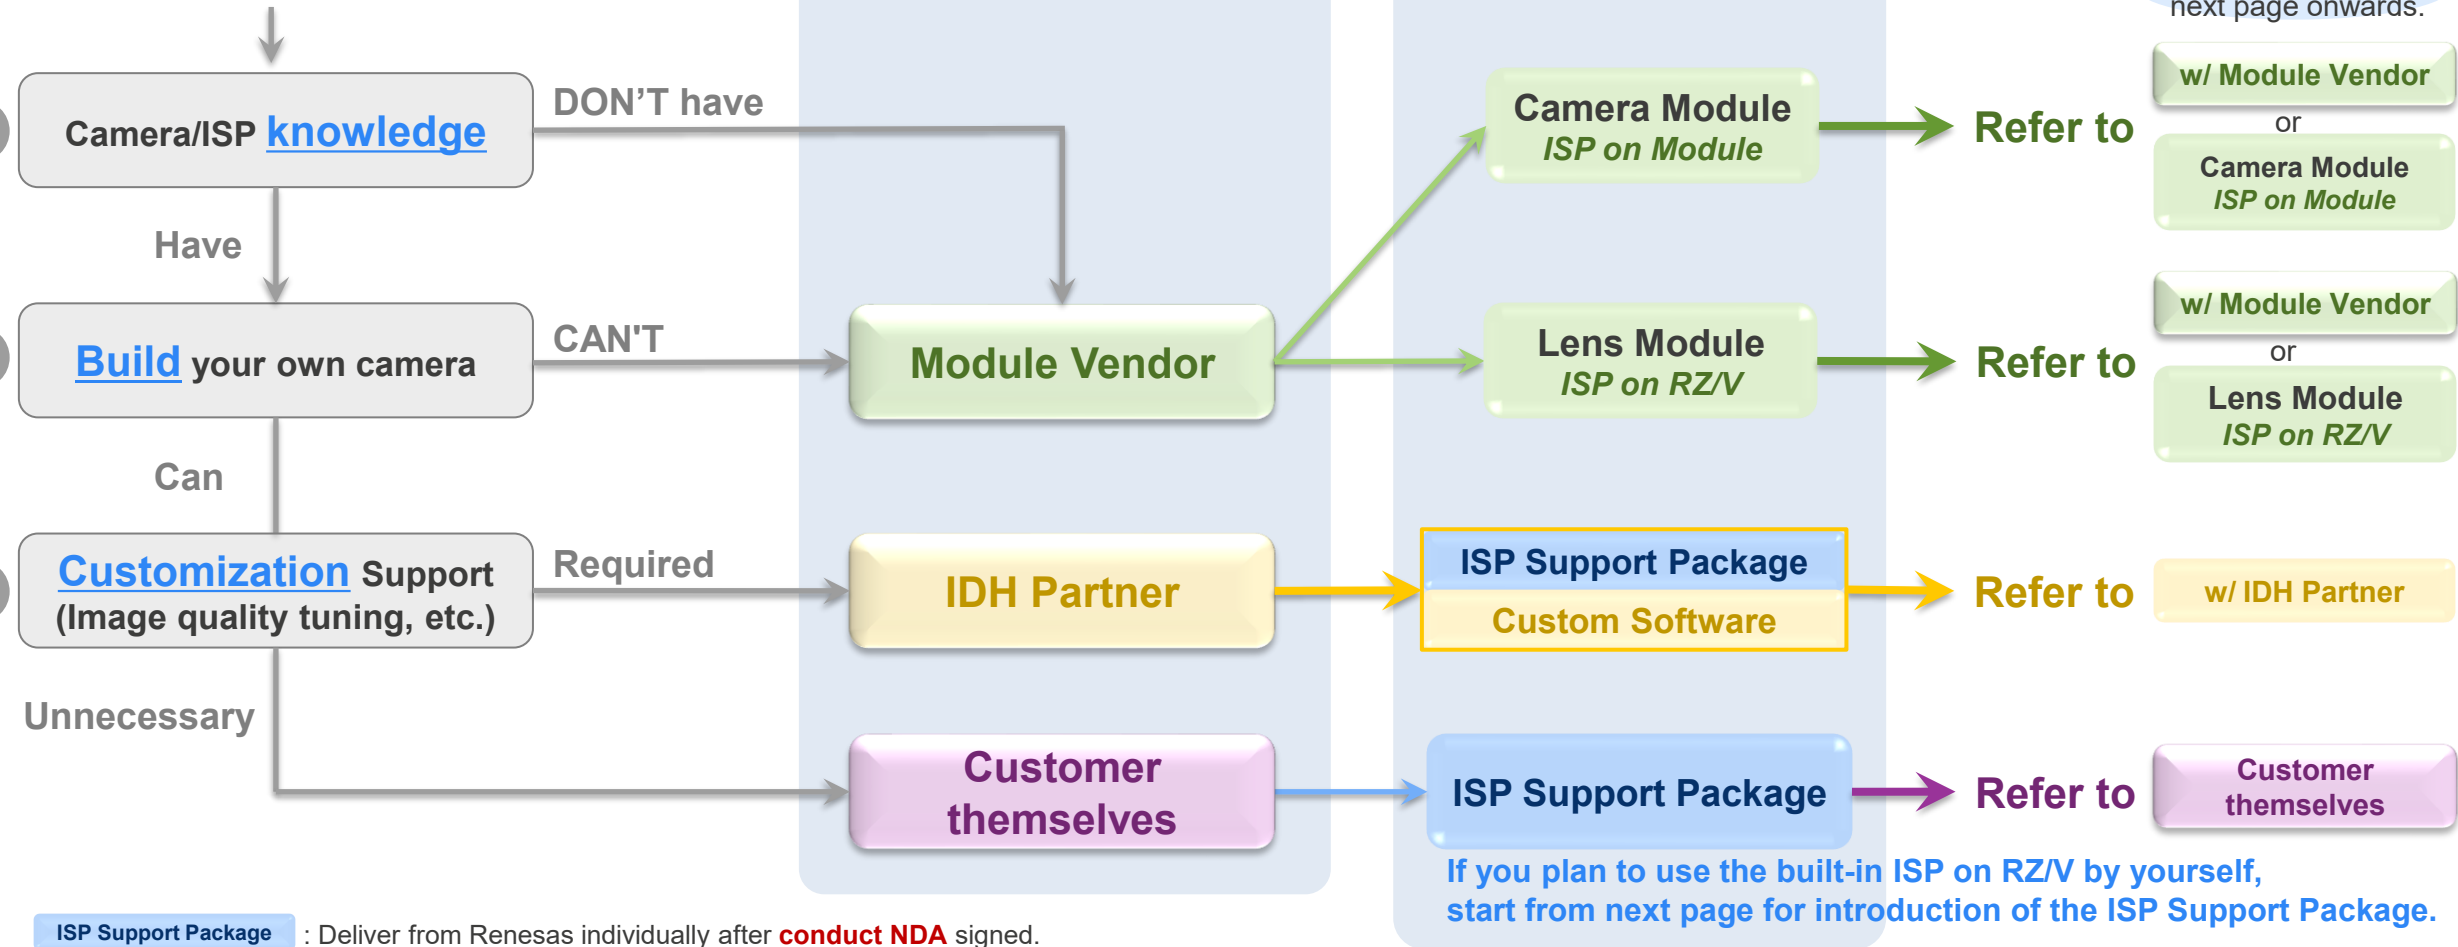 next page onwards.
Camera/ISP knowledge
DON'T have
Camera Module
ISP on Module
Refer to
w/ Module Vendor
or
Camera Module
ISP on Module
Have
Build your own camera
CAN'T
Module Vendor
Lens Module
ISP on RZ/V
Refer to
w/ Module Vendor
or
Lens Module
ISP on RZ/V
Can
Customization Support
(Image quality tuning, etc.)
Required
IDH Partner
ISP Support Package
Custom Software
Refer to
w/ IDH Partner
Unnecessary
Customer
themselves
ISP Support Package
Refer to
Customer
themselves
If you plan to use the built-in ISP on RZ/V by yourself,
start from next page for introduction of the ISP Support Package.
ISP Support Package : Deliver from Renesas individually after conduct NDA signed.